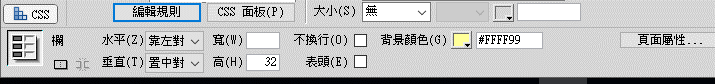 CSS 編輯規則 CSS 面板(P) 大小(S) 無
欄 水平(Z) 靠左對 寬(W) 不換行(O) 背景顏色(G) #FFFF99 頁面屬性...
垂直(T) 置中對 高(H) 32 表頭(E)